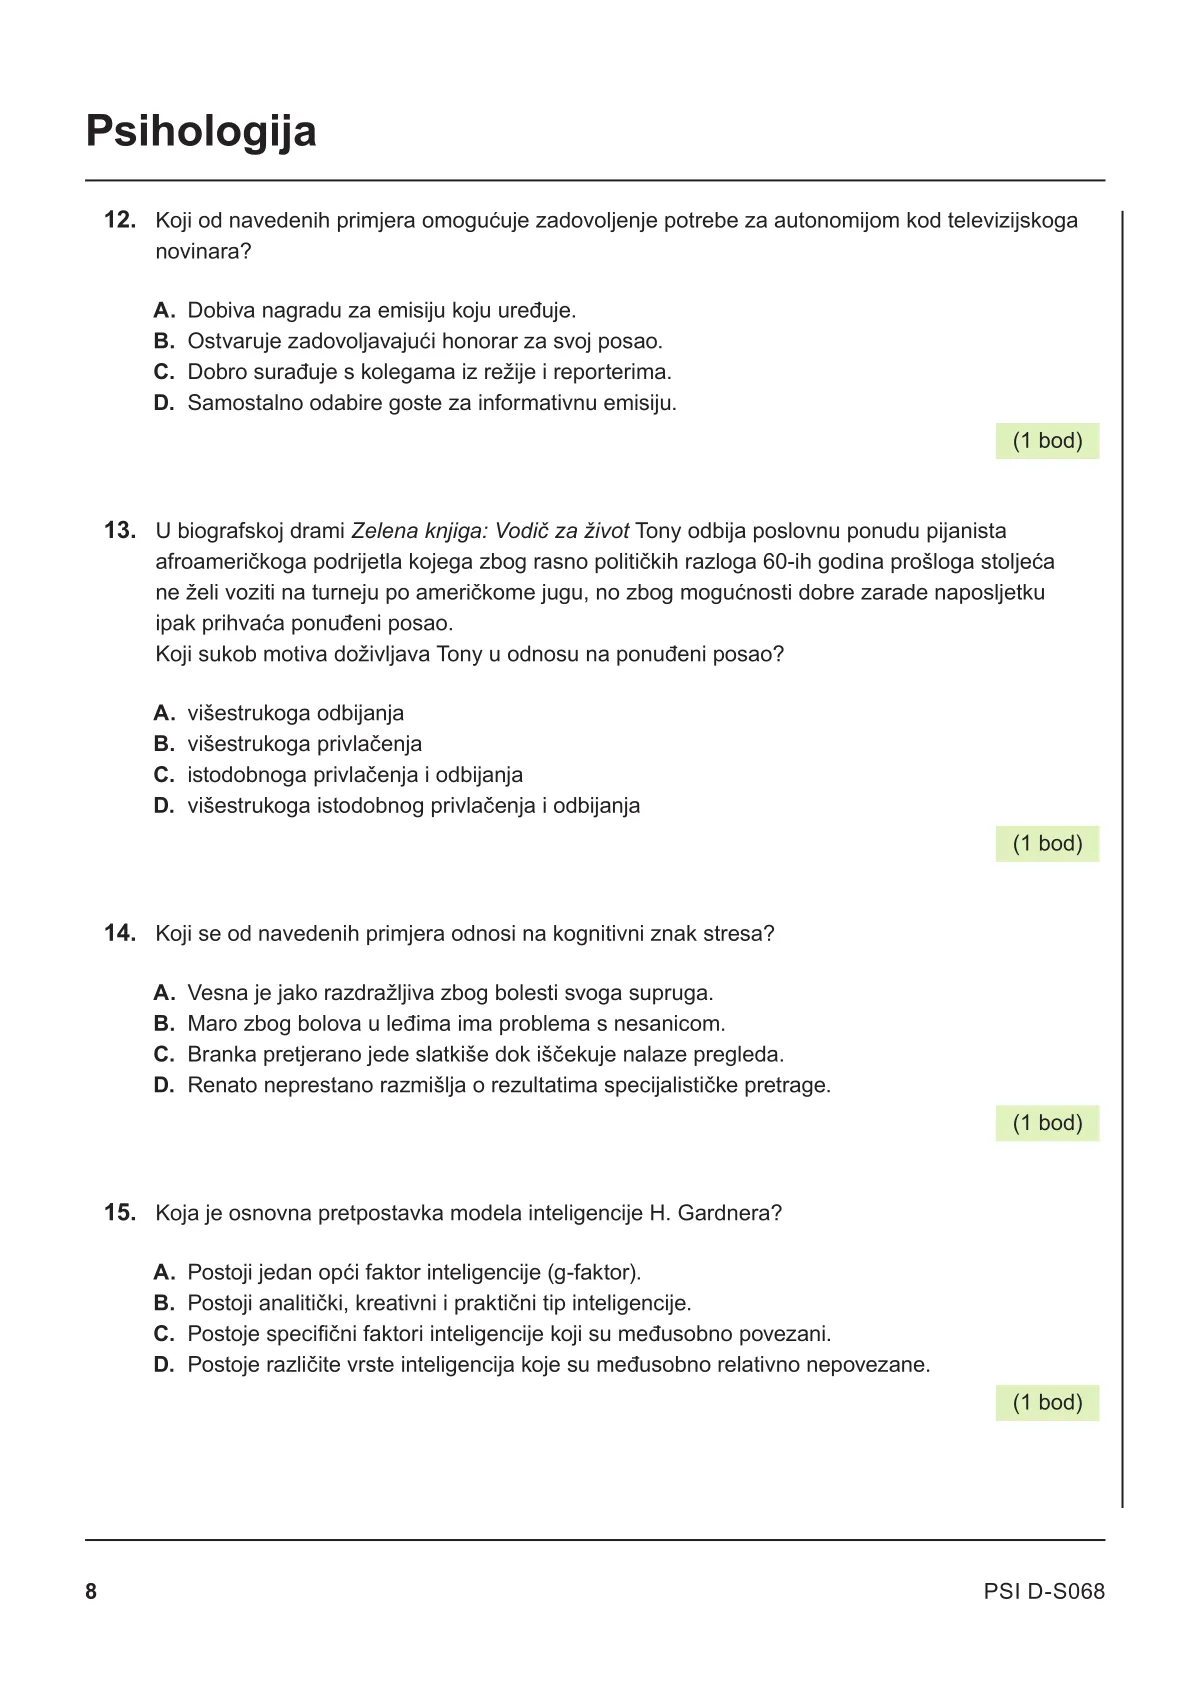 Psihologija
12. Koji od navedenih primjera omogućuje zadovoljenje potrebe za autonomijom kod televizijskoga
novinara?
A. Dobiva nagradu za emisiju koju uređuje.
B. Ostvaruje zadovoljavajući honorar za svoj posao.
C. Dobro surađuje s kolegama iz režije i reporterima.
D. Samostalno odabire goste za informativnu emisiju.
(1 bod)
13. U biografskoj drami Zelena knjiga: Vodič za život Tony odbija poslovnu ponudu pijanista
afroameričkoga podrijetla kojega zbog rasno političkih razloga 60-ih godina prošloga stoljeća
ne želi voziti na turneju po američkome jugu, no zbog mogućnosti dobre zarade naposljetku
ipak prihvaća ponuđeni posao.
Koji sukob motiva doživljava Tony u odnosu na ponuđeni posao?
A. višestrukoga odbijanja
B. višestrukoga privlačenja
C. istodobnoga privlačenja i odbijanja
D. višestrukoga istodobnog privlačenja i odbijanja
(1 bod)
14. Koji se od navedenih primjera odnosi na kognitivni znak stresa?
A. Vesna je jako razdražljiva zbog bolesti svoga supruga.
B. Maro zbog bolova u leđima ima problema s nesanicom.
C. Branka pretjerano jede slatkiše dok iščekuje nalaze pregleda.
D. Renato neprestano razmišlja o rezultatima specijalističke pretrage.
(1 bod)
15. Koja je osnovna pretpostavka modela inteligencije H. Gardnera?
A. Postoji jedan opći faktor inteligencije (g-faktor).
B. Postoji analitički, kreativni i praktični tip inteligencije.
C. Postoje specifični faktori inteligencije koji su međusobno povezani.
D. Postoje različite vrste inteligencija koje su međusobno relativno nepovezane.
(1 bod)
8
PSI D-S068